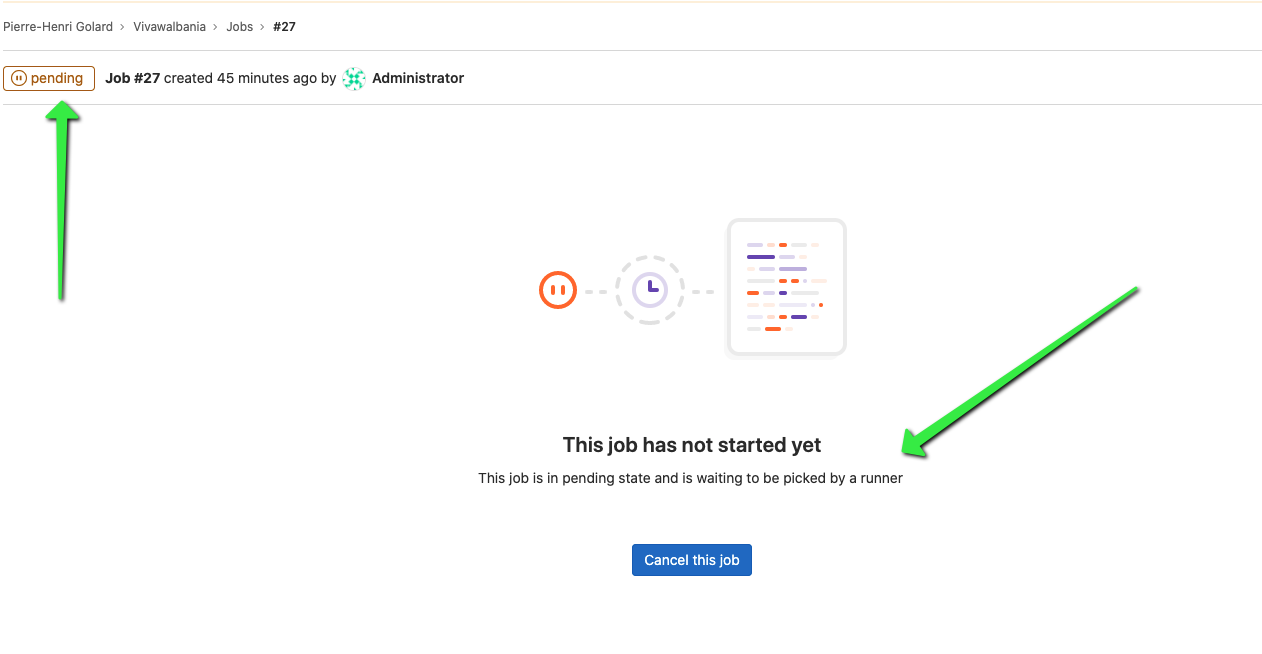 Pierre-Henri Golard › Vivawalbania › Jobs › #27
pending Job #27 created 45 minutes ago by Administrator
This job has not started yet
This job is in pending state and is waiting to be picked by a runner
Cancel this job